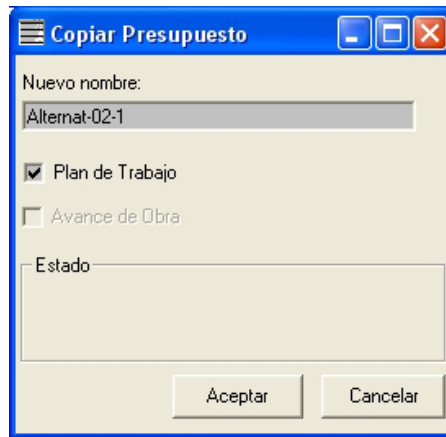 Copiar Presupuesto
Nuevo nombre:
Alternat-02-1
Plan de Trabajo
Avance de Obra
Estado
Aceptar
Cancelar